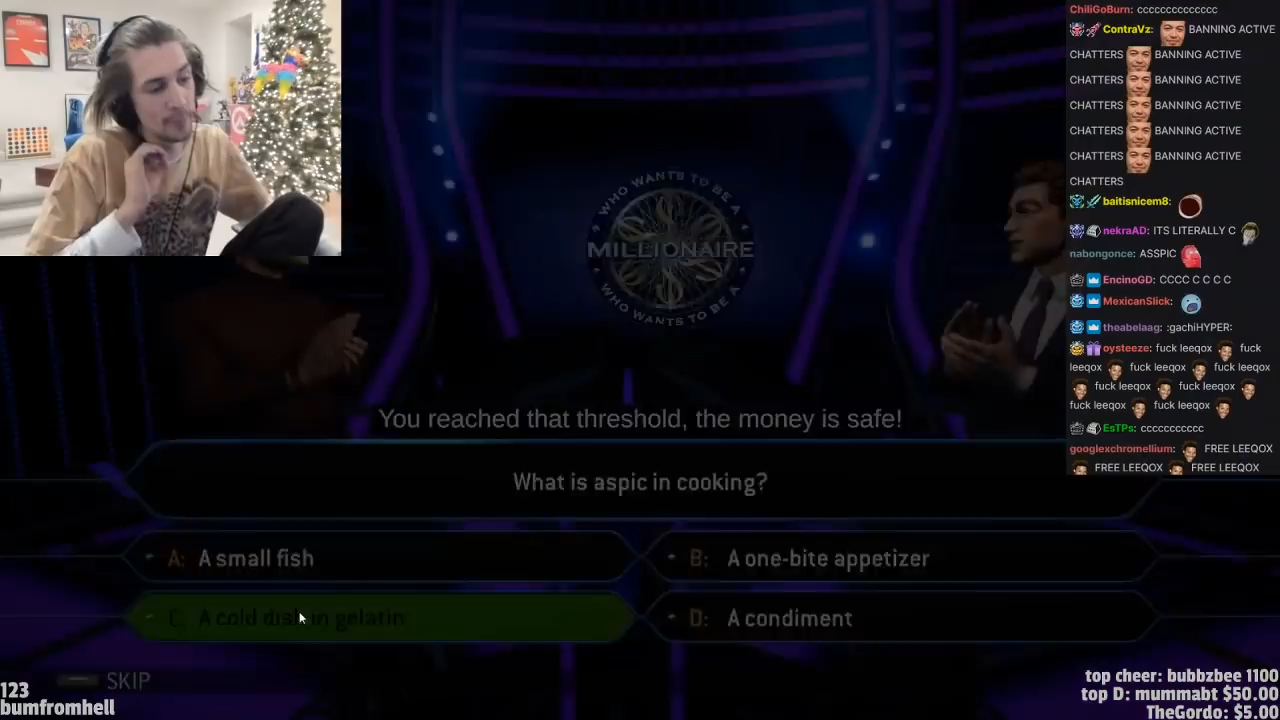 ChiliGoBurn: cccccccccccccc
ContraVz: BANNING ACTIVE
CHATTERS BANNING ACTIVE
CHATTERS BANNING ACTIVE
CHATTERS BANNING ACTIVE
CHATTERS BANNING ACTIVE
CHATTERS BANNING ACTIVE
CHATTERS
baitisnicem8:
nekraAD: ITS LITERALLY C
nabongonce: ASSPIC
EncinoGD: CCCC C C C C
MexicanSlick:
theabelaag: :gachiHYPER:
oysteeze: fuck leeqox fuck
leeqox fuck leeqox fuck leeqox
fuck leeqox fuck leeqox
fuck leeqox fuck leeqox
EsTPs: ccccccccccc
googlexchromellium: FREE LEEQOX
FREE LEEQOX FREE LEEQOX
WHO WANTS TO BE A
MILLIONAIRE
WHO WANTS TO BE A
You reached that threshold, the money is safe!
What is aspic in cooking?
A: A small fish
B: A one-bite appetizer
C: A cold dish in gelatin
D: A condiment
SKIP
123
bumfromhell
top cheer: bubbzbee 1100
top D: mummabt $50.00
TheGordo: $5.00